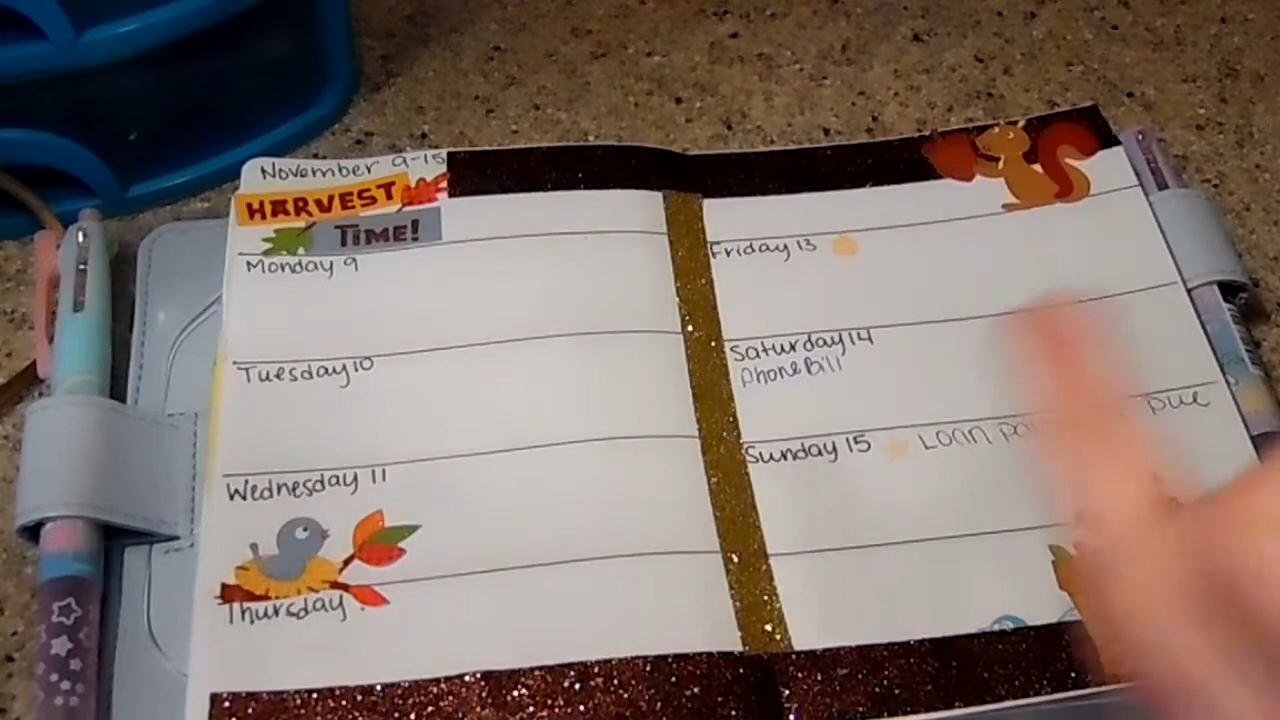 November 9-15
HARVEST
TIME!
Monday 9
Tuesday 10
Wednesday 11
Thursday
Friday 13
Saturday 14
Phone Bill
Sunday 15 Loan
Due